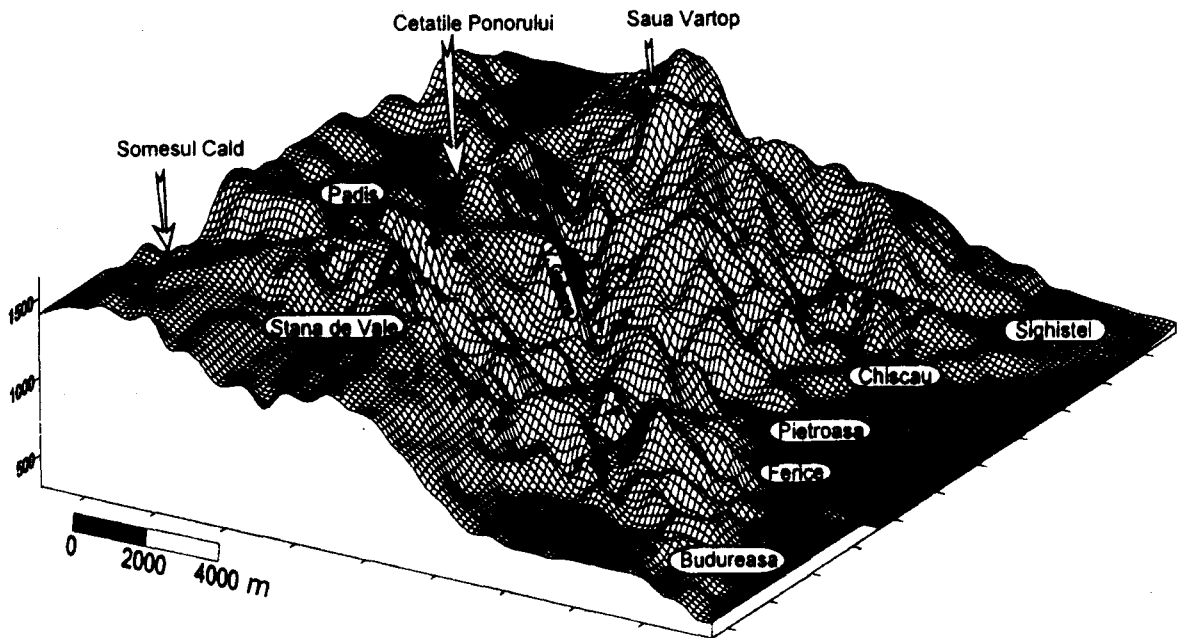 Cetatile Ponorului
Saua Vartop
Somesul Cald
Padis
Stana de Vale
Sighistel
Chiscau
Pietroasa
Ferice
Budureasa
1500
1000
500
0 2000 4000 m